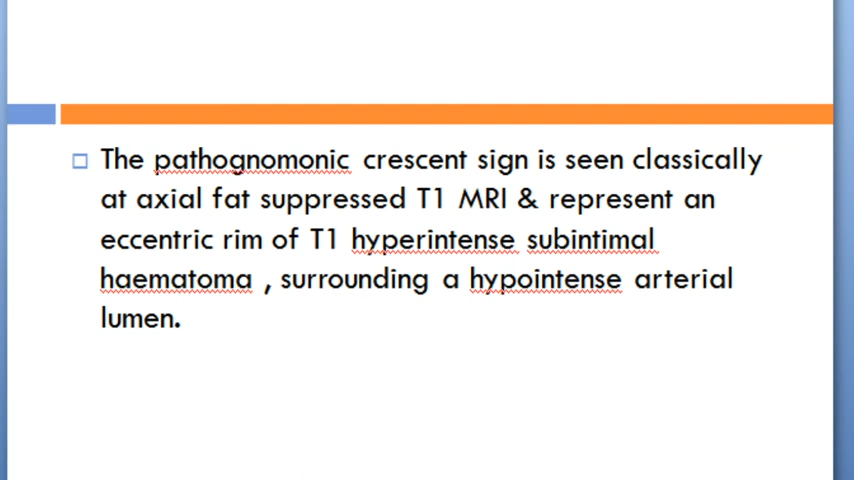 The pathognomonic crescent sign is seen classically
at axial fat suppressed T1 MRI & represent an
eccentric rim of T1 hyperintense subintimal
haematoma , surrounding a hypointense arterial
lumen.